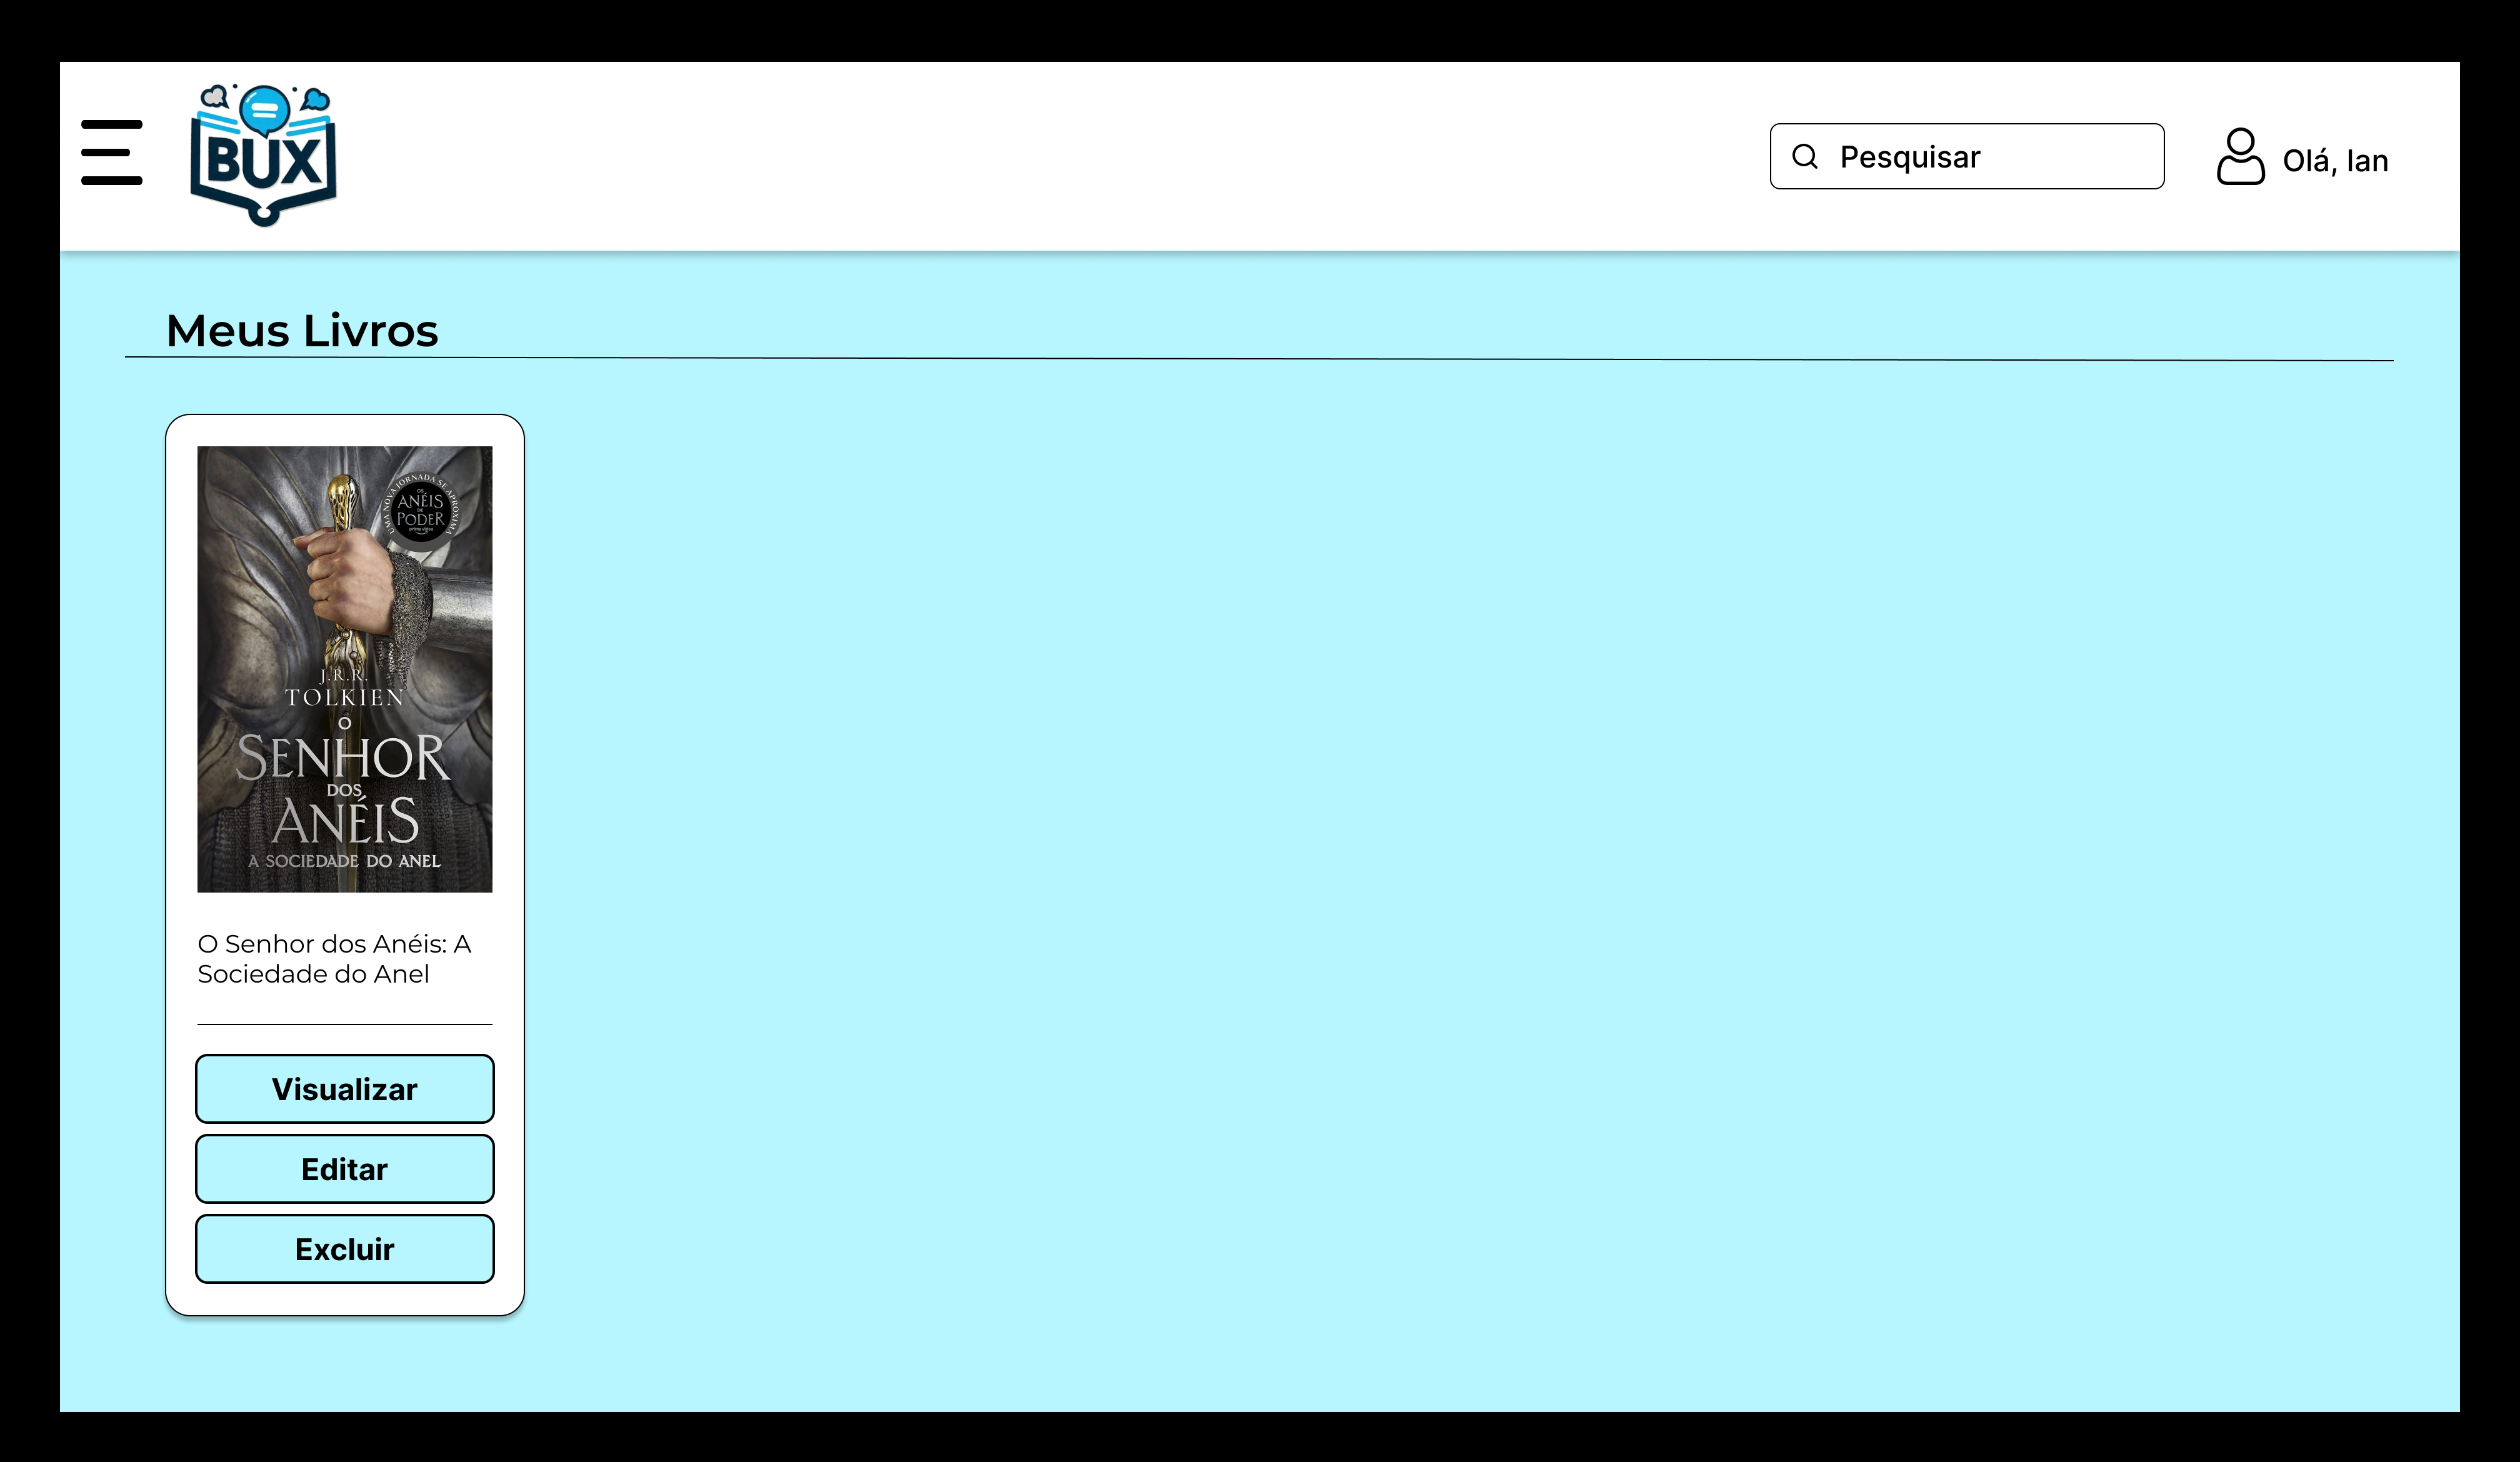 BUX
Pesquisar
Olá, Ian
Meus Livros
UMA NOVA JORNADA SE APROXIMA
OS
ANÉIS
DE
PODER
prime video
J.R.R.
TOLKIEN
O
SENHOR
DOS
ANÉIS
A SOCIEDADE DO ANEL
O Senhor dos Anéis: A
Sociedade do Anel
Visualizar
Editar
Excluir